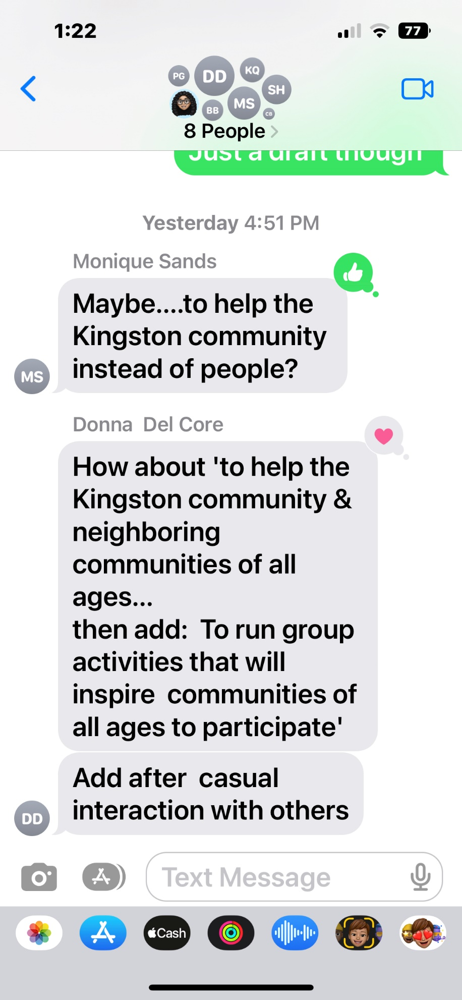 1:22
77
PG
DD
KQ
SH
BB
MS
CB
8 People
Just a draft though
Yesterday 4:51 PM
Monique Sands
Maybe....to help the
Kingston community
instead of people?
MS
Donna  Del Core
How about 'to help the
Kingston community &
neighboring
communities of all
ages...
then add:  To run group
activities that will
inspire  communities of
all ages to participate'
Add after  casual
interaction with others
DD
Text Message
Cash